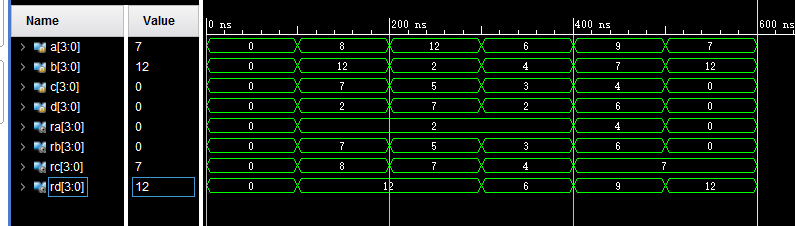 Name Value 0 ns 200 ns 400 ns 600 ns
a[3:0] 7 0 8 12 6 9 7
b[3:0] 12 0 12 2 4 7 12
c[3:0] 0 0 7 5 3 4 0
d[3:0] 0 0 2 7 2 6 0
ra[3:0] 0 0 2 4 0
rb[3:0] 0 0 7 5 3 6 0
rc[3:0] 7 0 8 7 4 7
rd[3:0] 12 0 12 6 9 12